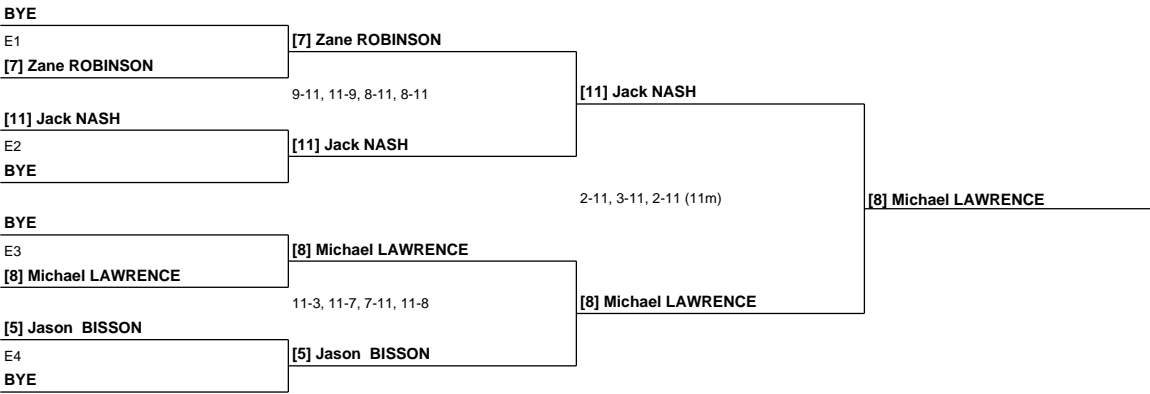 BYE
E1
[7] Zane ROBINSON
[7] Zane ROBINSON
9-11, 11-9, 8-11, 8-11
[11] Jack NASH
[11] Jack NASH
E2
[11] Jack NASH
BYE
2-11, 3-11, 2-11 (11m)
[8] Michael LAWRENCE
BYE
E3
[8] Michael LAWRENCE
[8] Michael LAWRENCE
11-3, 11-7, 7-11, 11-8
[8] Michael LAWRENCE
[5] Jason  BISSON
E4
[5] Jason  BISSON
BYE